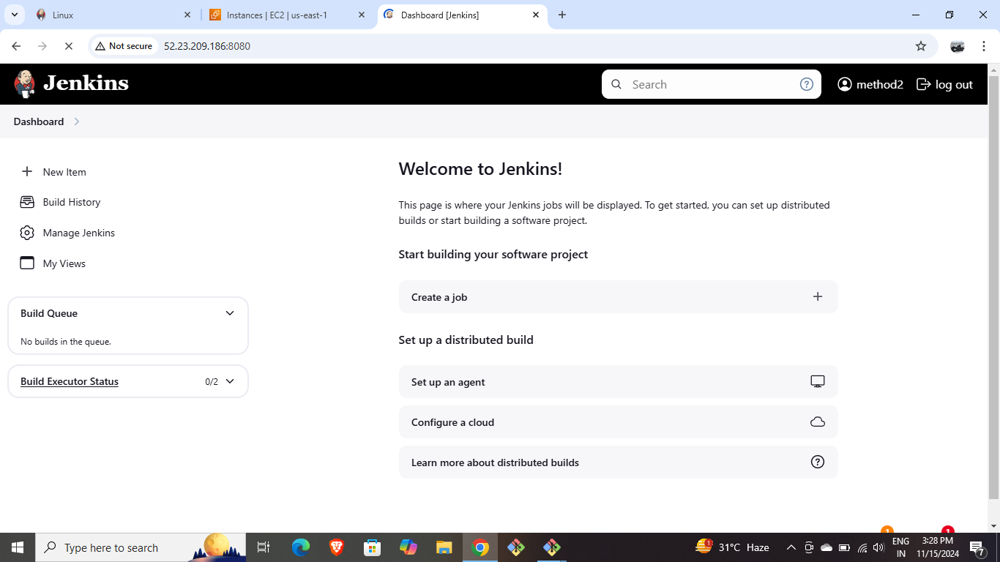 Linux
Instances | EC2 | us-east-1
Dashboard [Jenkins]
Not secure
52.23.209.186:8080
Jenkins
Search
method2
log out
Dashboard
New Item
Build History
Manage Jenkins
My Views
Build Queue
No builds in the queue.
Build Executor Status
0/2
Welcome to Jenkins!
This page is where your Jenkins jobs will be displayed. To get started, you can set up distributed
builds or start building a software project.
Start building your software project
Create a job
Set up a distributed build
Set up an agent
Configure a cloud
Learn more about distributed builds
1
1
Type here to search
1
31°C Haze
ENG
IN
3:28 PM
11/15/2024
7